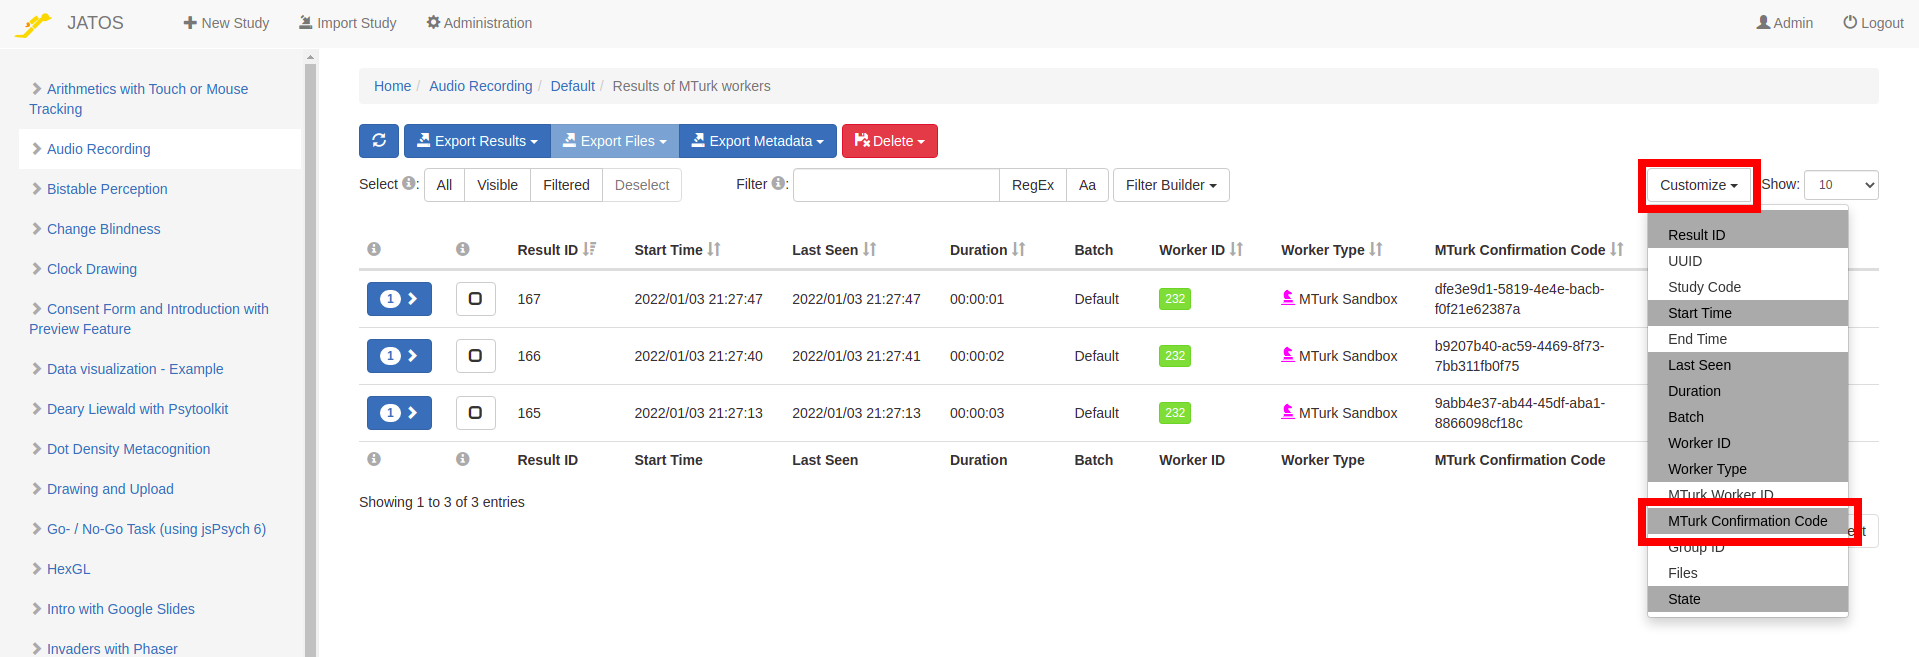 JATOS New Study Import Study Administration Admin Logout
Arithmetics with Touch or Mouse
Tracking
Audio Recording
Bistable Perception
Change Blindness
Clock Drawing
Consent Form and Introduction with
Preview Feature
Data visualization - Example
Deary Liewald with Psytoolkit
Dot Density Metacognition
Drawing and Upload
Go- / No-Go Task (using jsPsych 6)
HexGL
Intro with Google Slides
Invaders with Phaser
Home / Audio Recording / Default / Results of MTurk workers
Export Results Export Files Export Metadata Delete
Select : All Visible Filtered Deselect Filter : RegEx Aa Filter Builder Customize Show: 10
Result ID Start Time Last Seen Duration Batch Worker ID Worker Type MTurk Confirmation Code
1 167 2022/01/03 21:27:47 2022/01/03 21:27:47 00:00:01 Default 232 MTurk Sandbox dfe3e9d1-5819-4e4e-bacb-
f0f21e62387a
1 166 2022/01/03 21:27:40 2022/01/03 21:27:41 00:00:02 Default 232 MTurk Sandbox b9207b40-ac59-4469-8f73-
7bb311fb0f75
1 165 2022/01/03 21:27:13 2022/01/03 21:27:13 00:00:03 Default 232 MTurk Sandbox 9abb4e37-ab44-45df-aba1-
8866098cf18c
Result ID Start Time Last Seen Duration Batch Worker ID Worker Type MTurk Confirmation Code
Showing 1 to 3 of 3 entries
Result ID
UUID
Study Code
Start Time
End Time
Last Seen
Duration
Batch
Worker ID
Worker Type
MTurk Worker ID
MTurk Confirmation Code
Group ID
Files
State